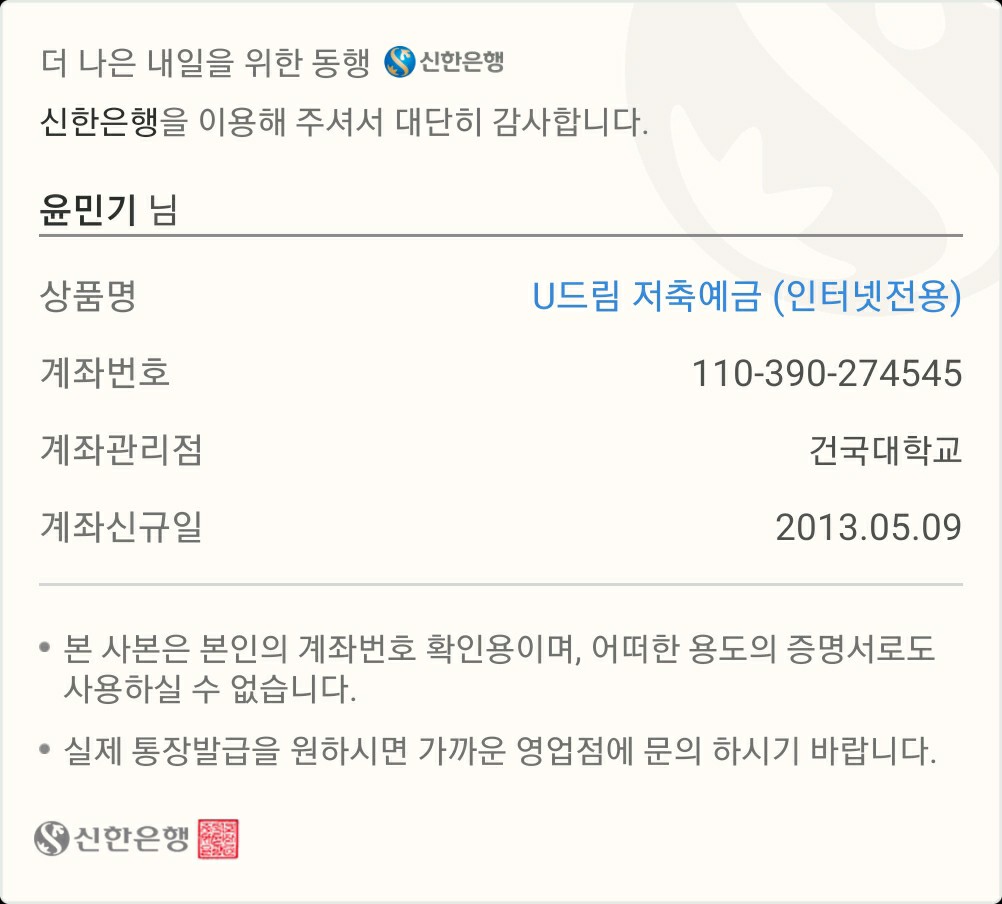 더 나은 내일을 위한 동행 신한은행
신한은행을 이용해 주셔서 대단히 감사합니다.
윤민기 님
상품명 U드림 저축예금 (인터넷전용)
계좌번호 110-390-274545
계좌관리점 건국대학교
계좌신규일 2013.05.09
• 본 사본은 본인의 계좌번호 확인용이며, 어떠한 용도의 증명서로도
사용하실 수 없습니다.
• 실제 통장발급을 원하시면 가까운 영업점에 문의 하시기 바랍니다.
신한은행